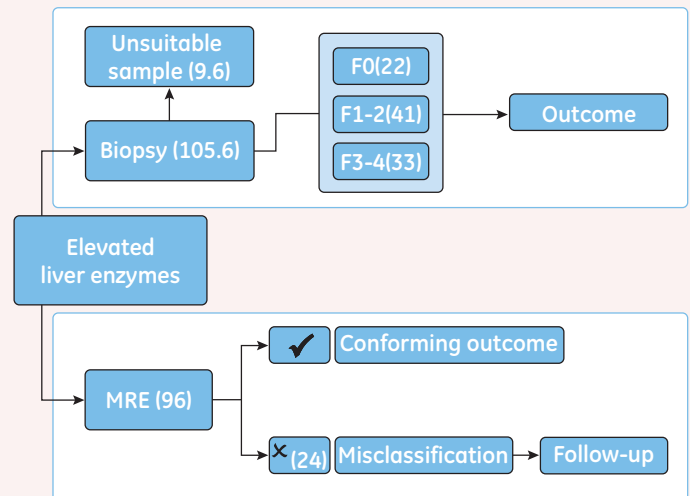 Unsuitable
sample (9.6)
Biopsy (105.6)
F0(22)
F1-2(41)
F3-4(33)
Outcome
Elevated
liver enzymes
MRE (96)
✓ Conforming outcome
✗ (24) Misclassification
Follow-up